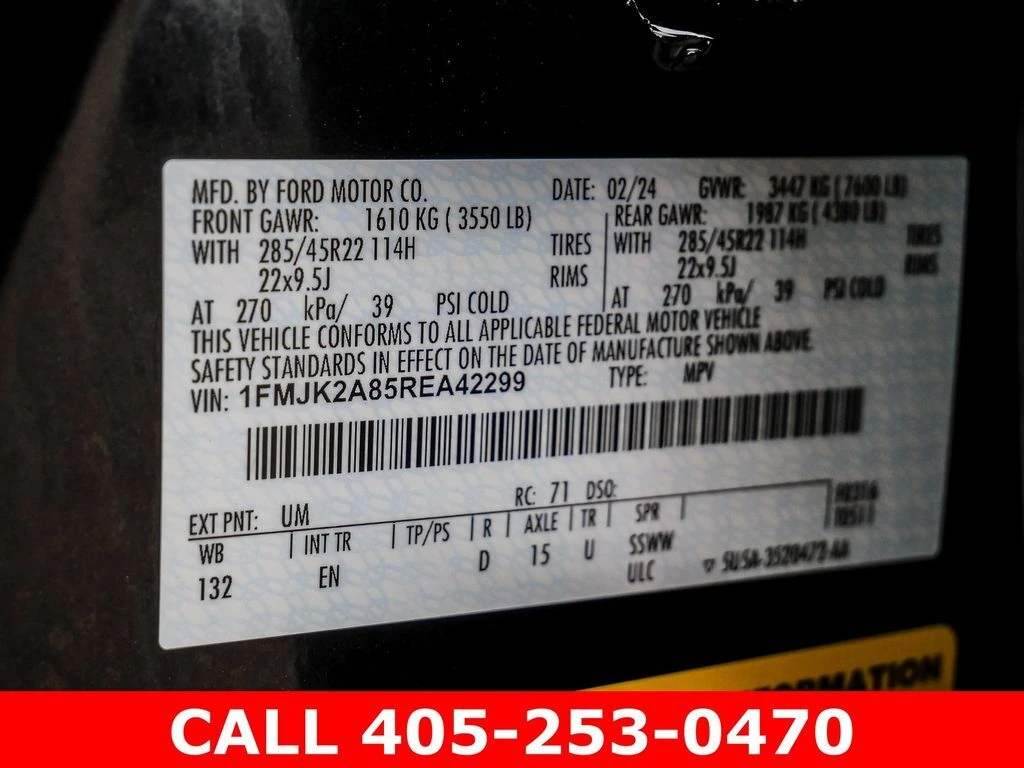 MFD. BY FORD MOTOR CO. DATE: 02/24 GVWR: 3447 KG ( 7600 LB)
FRONT GAWR: 1610 KG ( 3550 LB) REAR GAWR: 1987 KG ( 4380 LB)
WITH 285/45R22 114H TIRES WITH 285/45R22 114H TIRES
22x9.5J RIMS 22x9.5J RIMS
AT 270 kPa/ 39 PSI COLD AT 270 kPa/ 39 PSI COLD
THIS VEHICLE CONFORMS TO ALL APPLICABLE FEDERAL MOTOR VEHICLE
SAFETY STANDARDS IN EFFECT ON THE DATE OF MANUFACTURE SHOWN ABOVE.
VIN: 1FMJK2A85REA42299 TYPE: MPV
EXT PNT: UM RC: 71 DSO:
WB INT TR TP/PS R AXLE TR SPR
132 EN D 15 U SSWW
ULC
CALL 405-253-0470